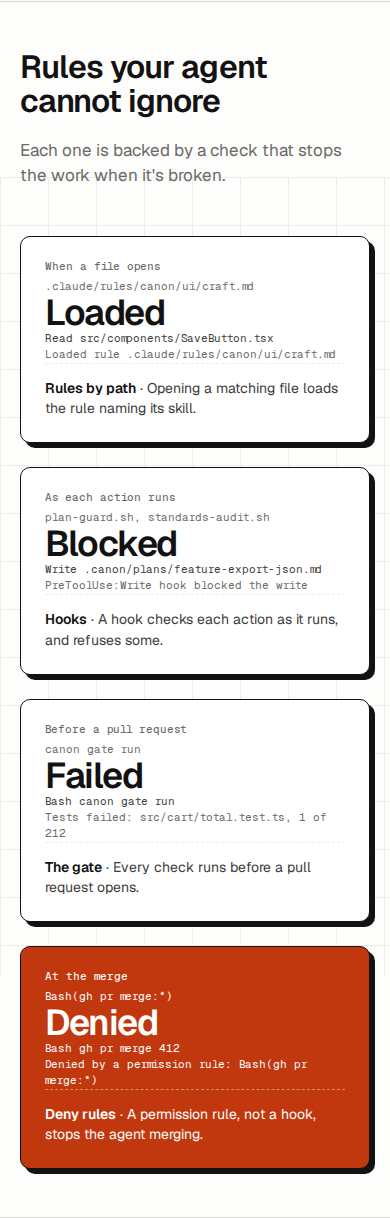 Rules your agent
cannot ignore
Each one is backed by a check that stops
the work when it's broken.
When a file opens
.claude/rules/canon/ui/craft.md
Loaded
Read src/components/SaveButton.tsx
Loaded rule .claude/rules/canon/ui/craft.md
Rules by path · Opening a matching file loads
the rule naming its skill.
As each action runs
plan-guard.sh, standards-audit.sh
Blocked
Write .canon/plans/feature-export-json.md
PreToolUse:Write hook blocked the write
Hooks · A hook checks each action as it runs,
and refuses some.
Before a pull request
canon gate run
Failed
Bash canon gate run
Tests failed: src/cart/total.test.ts, 1 of
212
The gate · Every check runs before a pull
request opens.
At the merge
Bash(gh pr merge:*)
Denied
Bash gh pr merge 412
Denied by a permission rule: Bash(gh pr
merge:*)
Deny rules · A permission rule, not a hook,
stops the agent merging.